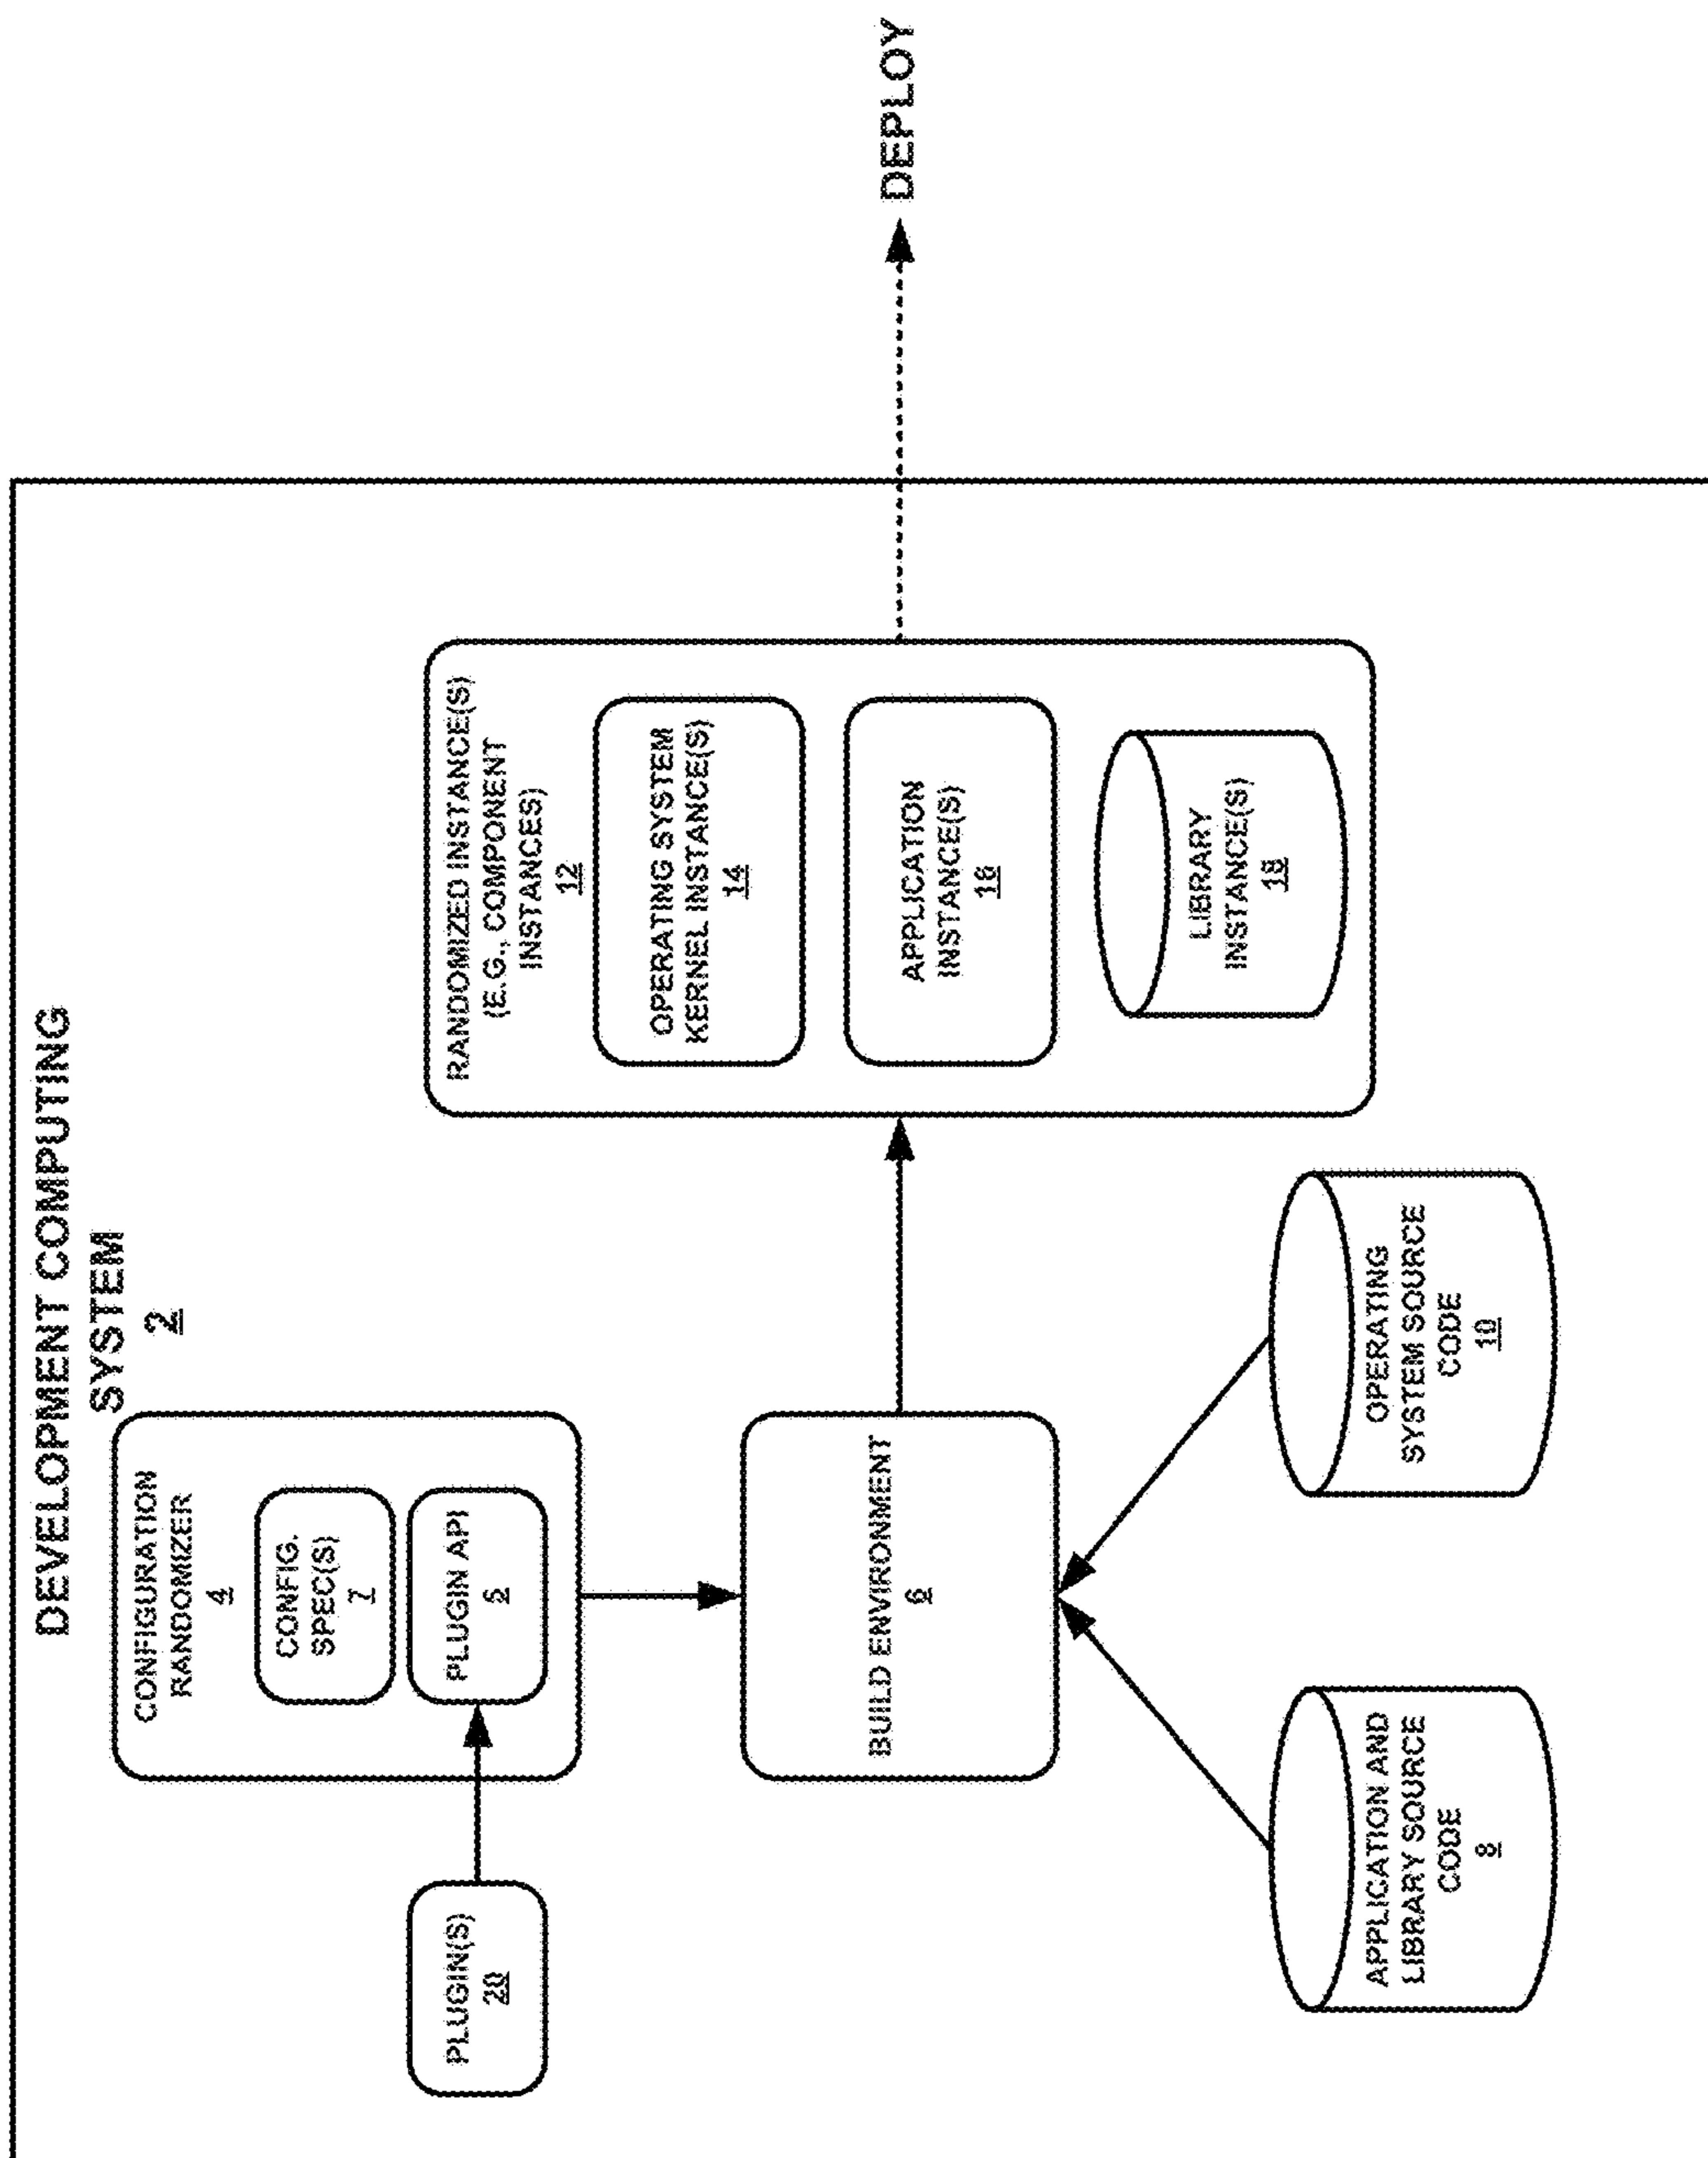 DEVELOPMENT COMPUTING
SYSTEM
2
CONFIGURATION
RANDOMIZER
4
CONFIG.
SPEC(S)
7
PLUGIN API
5
PLUGIN(S)
20
BUILD ENVIRONMENT
6
APPLICATION AND
LIBRARY SOURCE
CODE
8
OPERATING
SYSTEM SOURCE
CODE
10
RANDOMIZED INSTANCE(S)
(E.G., COMPONENT
INSTANCES)
12
OPERATING SYSTEM
KERNEL INSTANCE(S)
14
APPLICATION
INSTANCE(S)
16
LIBRARY
INSTANCE(S)
18
DEPLOY